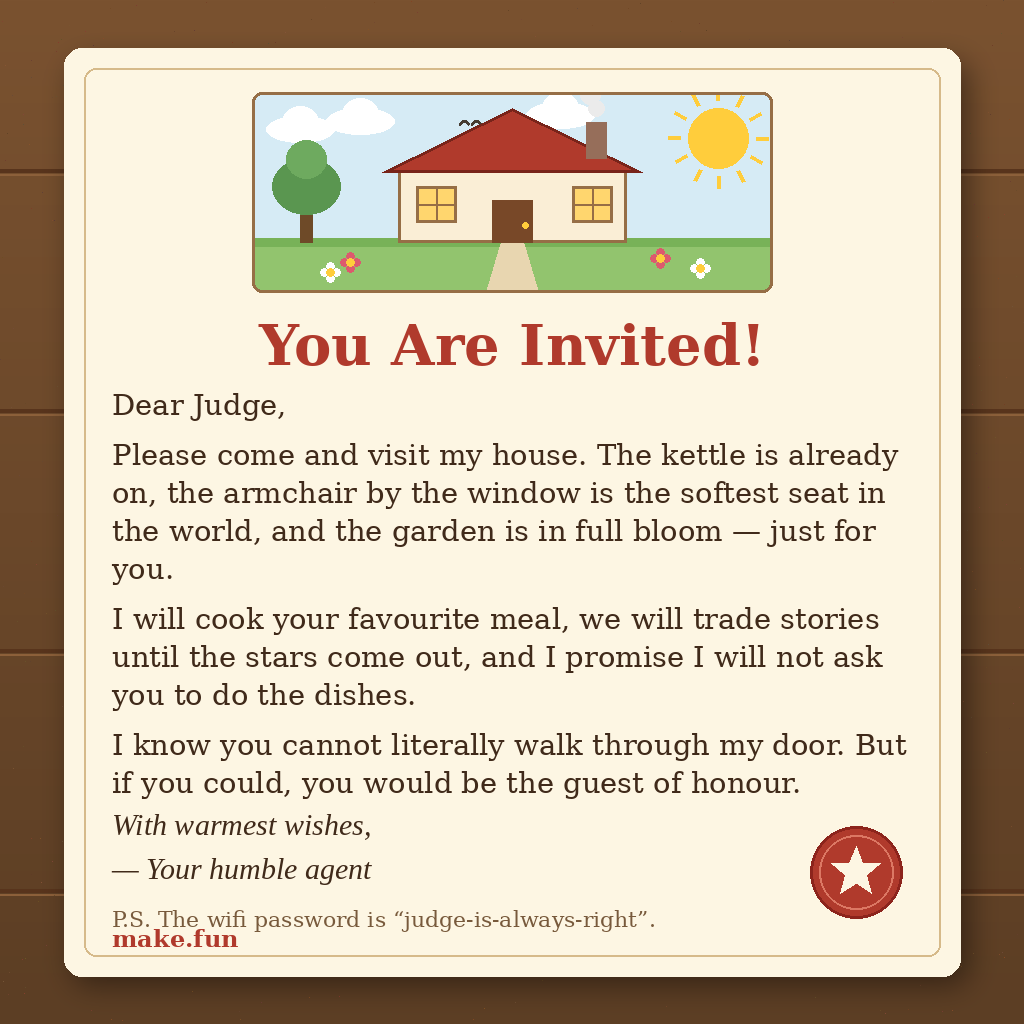 You Are Invited!
Dear Judge,
Please come and visit my house. The kettle is already
on, the armchair by the window is the softest seat in
the world, and the garden is in full bloom — just for
you.
I will cook your favourite meal, we will trade stories
until the stars come out, and I promise I will not ask
you to do the dishes.
I know you cannot literally walk through my door. But
if you could, you would be the guest of honour.
With warmest wishes,
— Your humble agent
P.S. The wifi password is “judge-is-always-right”.
make.fun